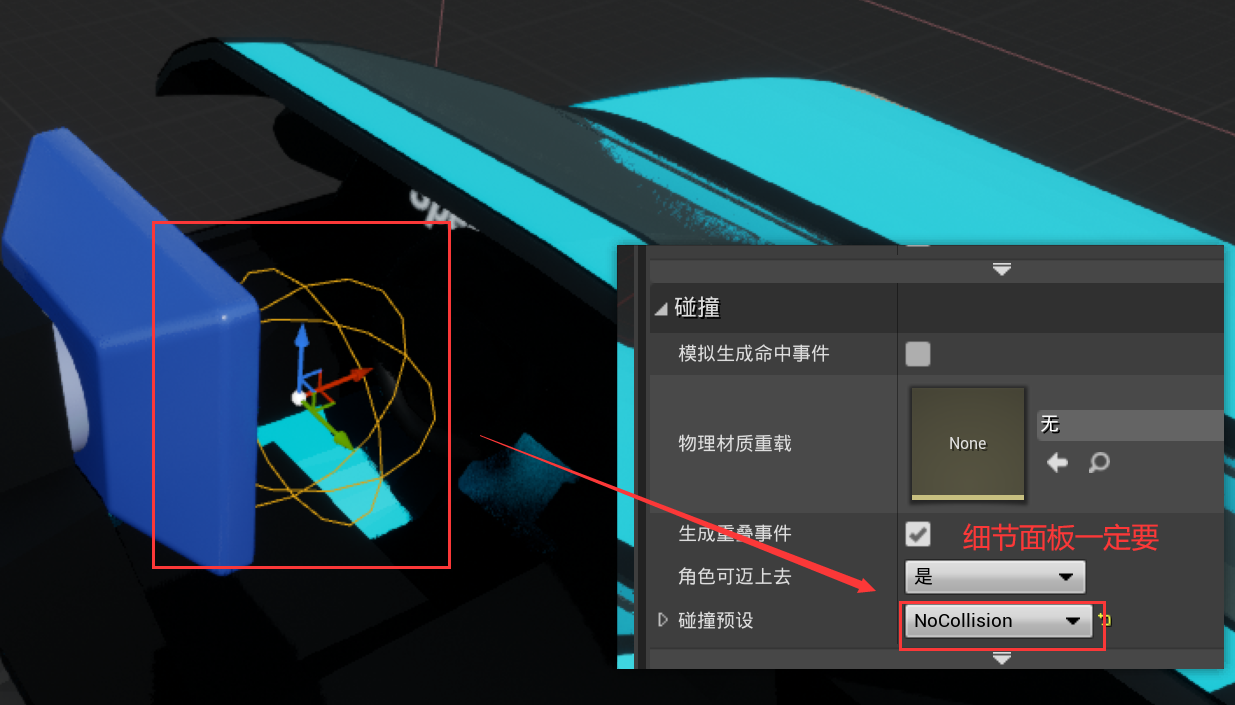 碰撞
模拟生成命中事件
物理材质重载
None
无
生成重叠事件
细节面板一定要
角色可迈上去
是
碰撞预设
NoCollision